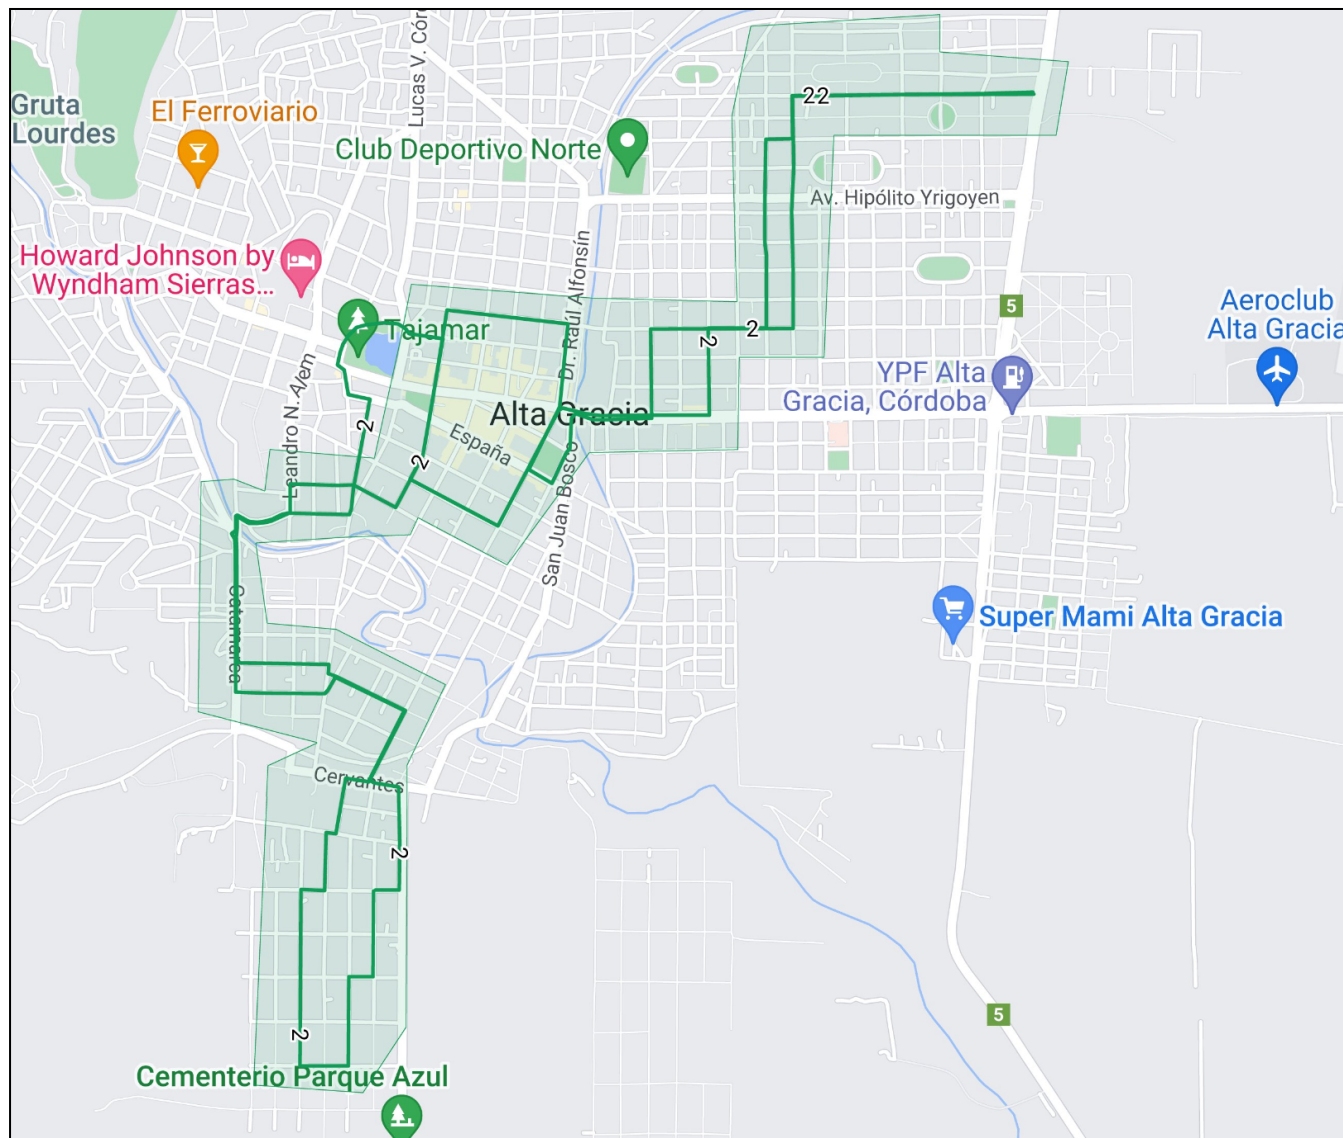 Lucas V. Córd
Gruta
Lourdes
El Ferroviario
22
Club Deportivo Norte
Av. Hipólito Yrigoyen
Howard Johnson by
Wyndham Sierras...
Dr. Raúl Alfonsín
5
Aeroclub
Alta Gracia
Tajamar
2
2
Leandro N. Alem
YPF Alta
Gracia, Córdoba
Alta Gracia
2
España
2
San Juan Bosco
Catamarca
Super Mami Alta Gracia
Cervantes
2
5
2
Cementerio Parque Azul